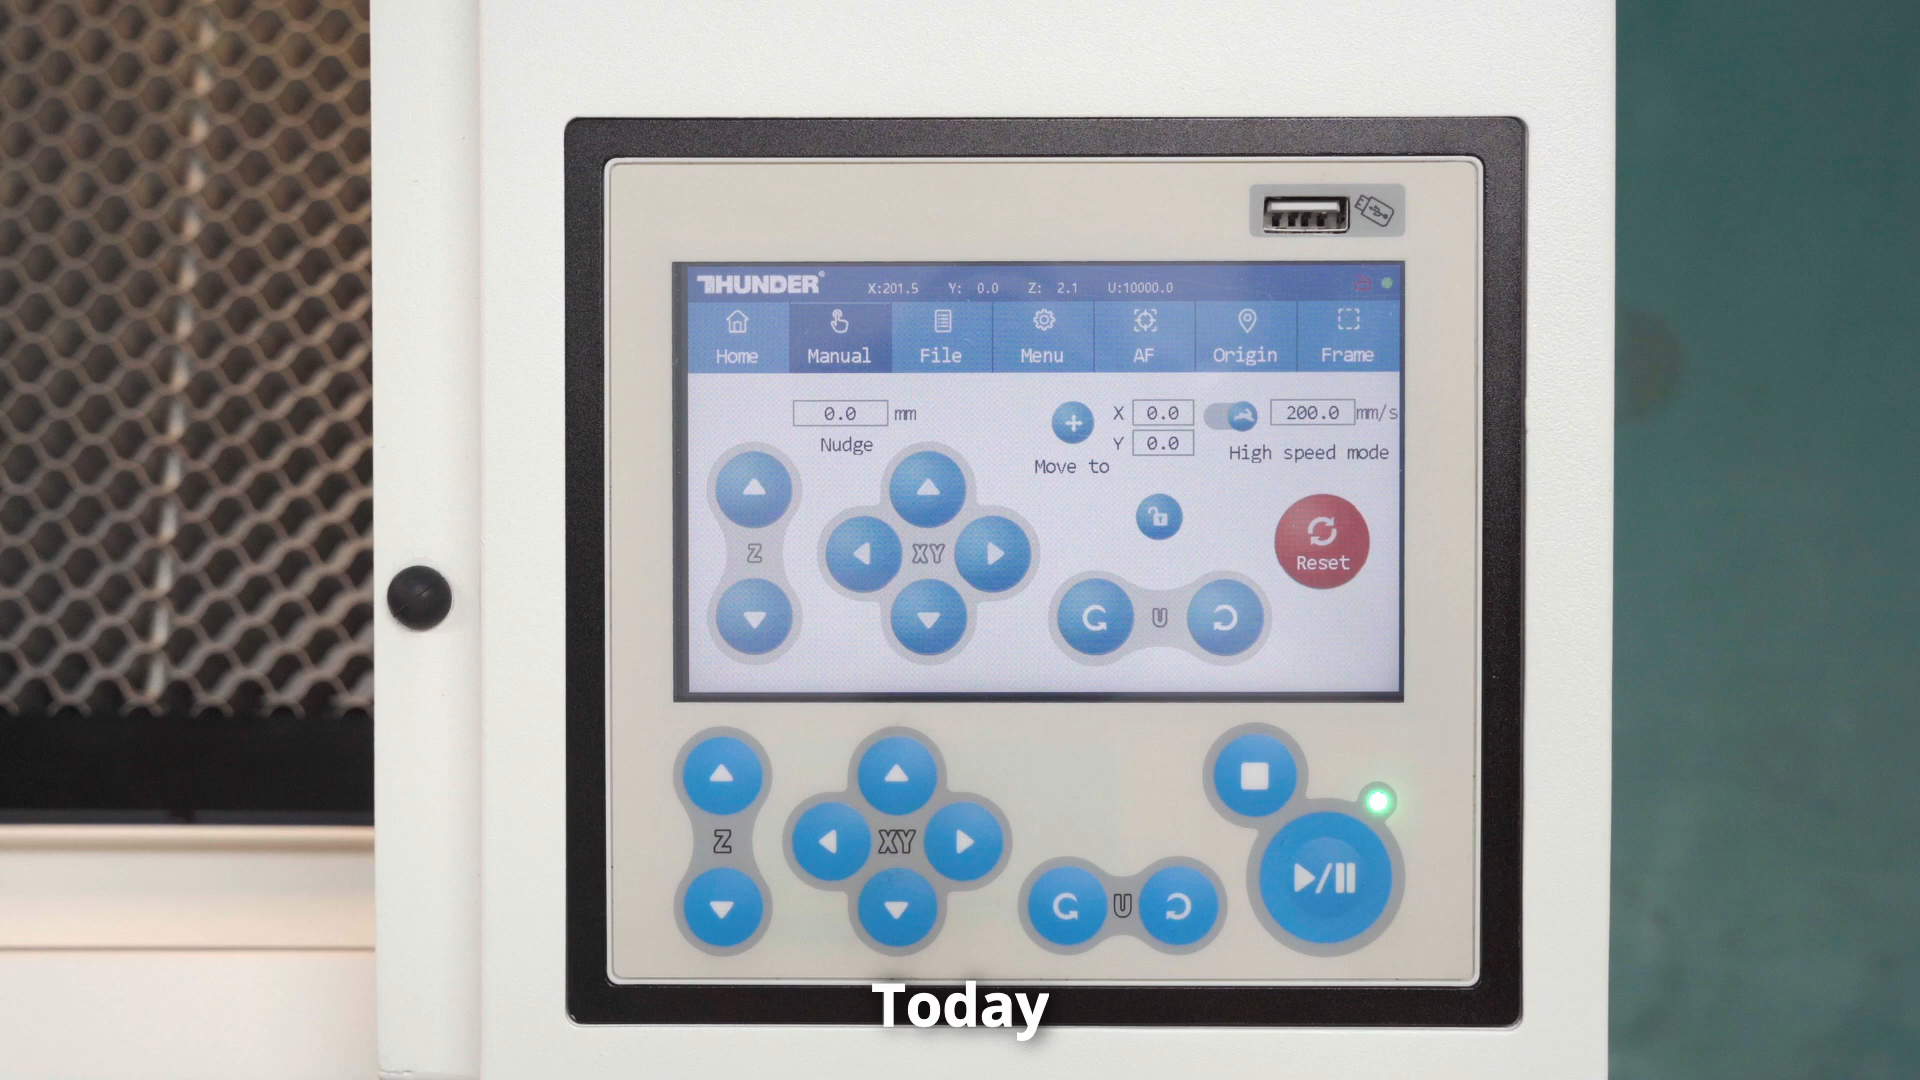 THUNDER® X:201.5 Y: 0.0 Z: 2.1 U:10000.0
Home Manual File Menu AF Origin Frame
0.0 mm
Nudge
Move to
X 0.0
Y 0.0
200.0 mm/s
High speed mode
Z
XY
U
Reset
Z
XY
U
Today